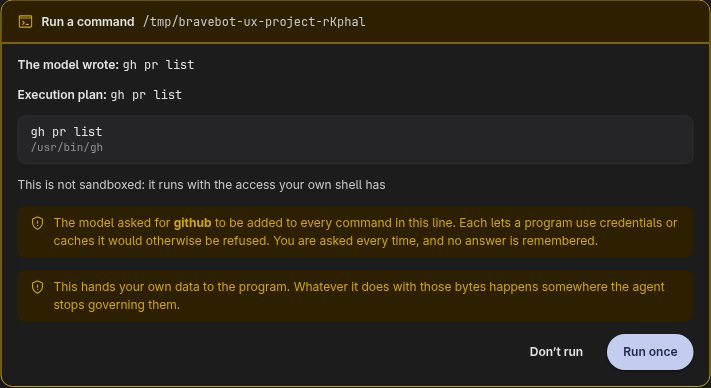 Run a command /tmp/bravebot-ux-project-rKphal
The model wrote: gh pr list
Execution plan: gh pr list
gh pr list
/usr/bin/gh
This is not sandboxed: it runs with the access your own shell has
The model asked for github to be added to every command in this line. Each lets a program use credentials or
caches it would otherwise be refused. You are asked every time, and no answer is remembered.
This hands your own data to the program. Whatever it does with those bytes happens somewhere the agent
stops governing them.
Don’t run Run once